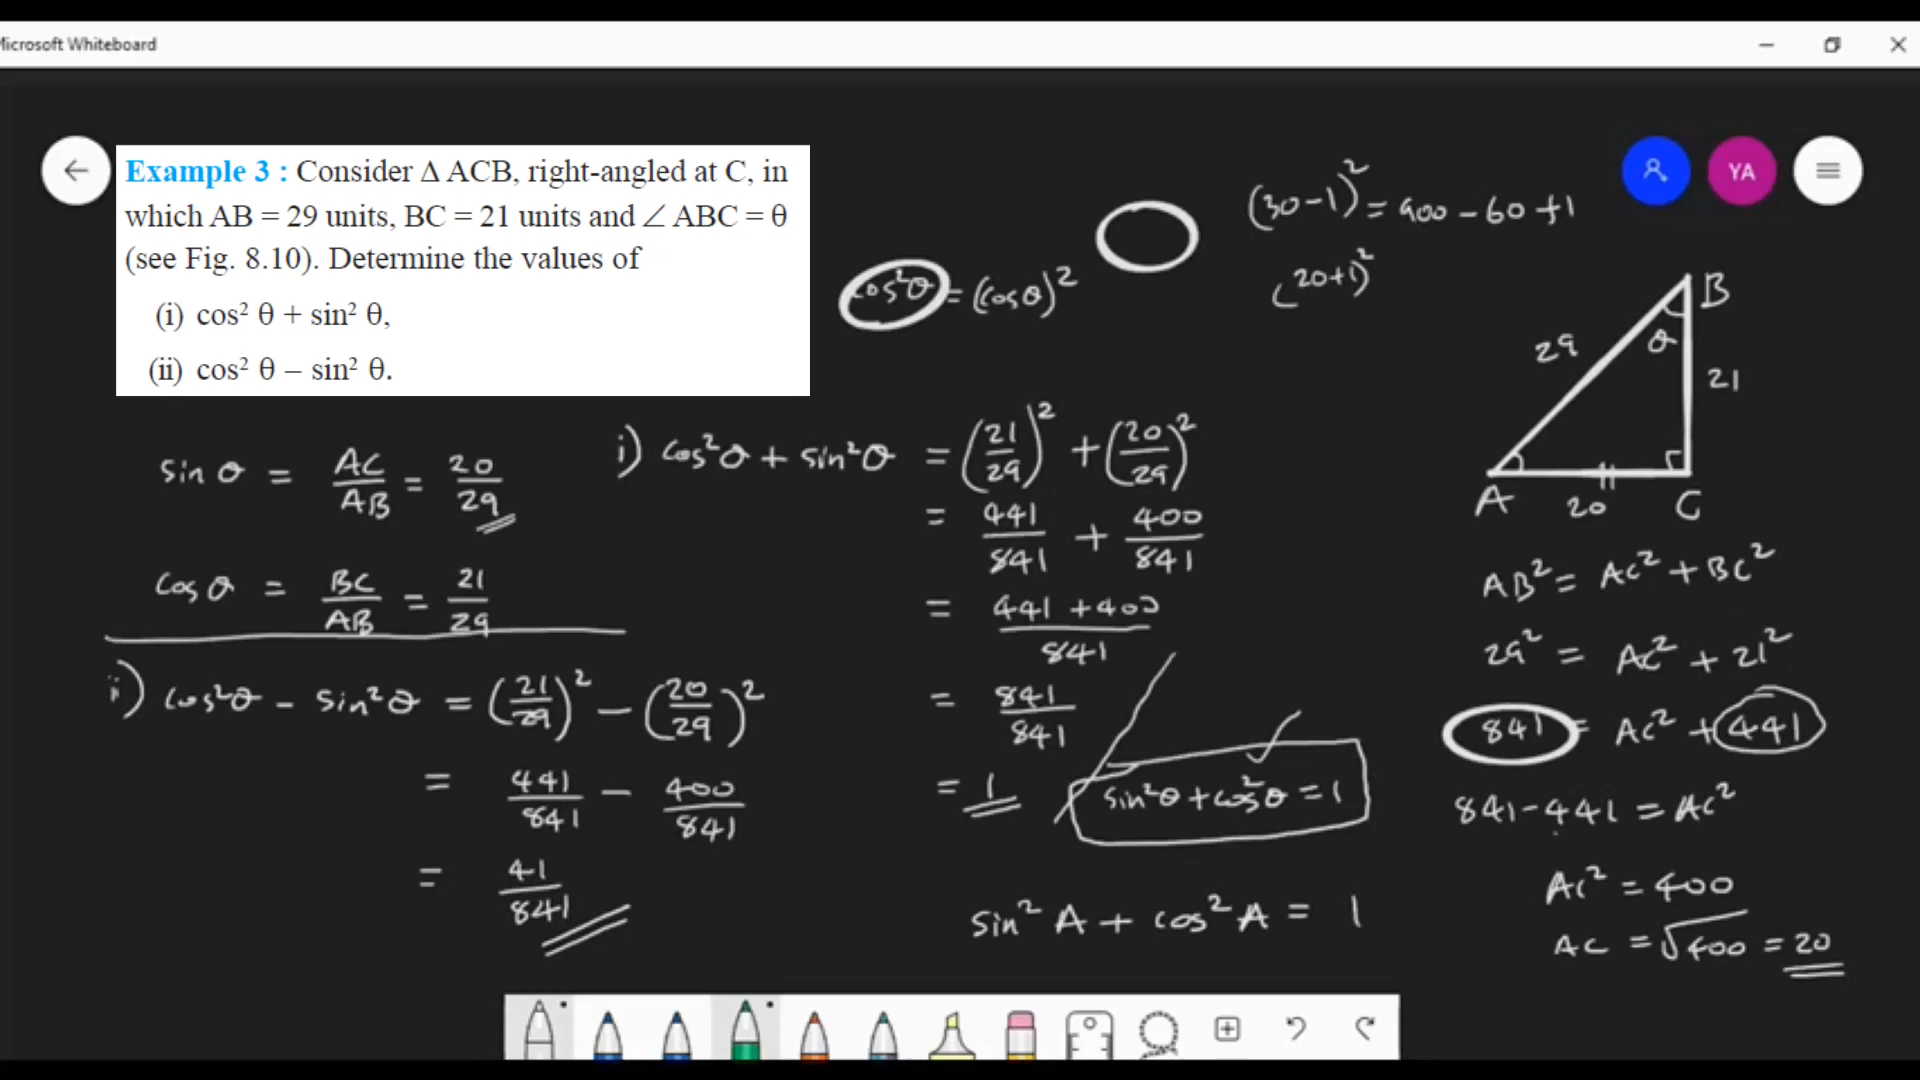 Microsoft Whiteboard
Example 3 : Consider Δ ACB, right-angled at C, in
which AB = 29 units, BC = 21 units and ∠ ABC = θ
(see Fig. 8.10). Determine the values of
(i) cos² θ + sin² θ,
(ii) cos² θ – sin² θ.
YA
(30-1)² = 900 - 60 + 1
(20+1)²
cos²θ = (cosθ)²
B
29
θ
21
A
20
C
sin θ = AC/AB = 20/29
cos θ = BC/AB = 21/29
i) cos²θ + sin²θ = (21/29)² + (20/29)²
= 441/841 + 400/841
= (441 + 400)/841
= 841/841
= 1
sin²θ + cos²θ = 1
sin² A + cos² A = 1
ii) cos²θ - sin²θ = (21/29)² - (20/29)²
= 441/841 - 400/841
= 41/841
AB² = AC² + BC²
29² = AC² + 21²
841 = AC² + 441
841 - 441 = AC²
AC² = 400
AC = √400 = 20